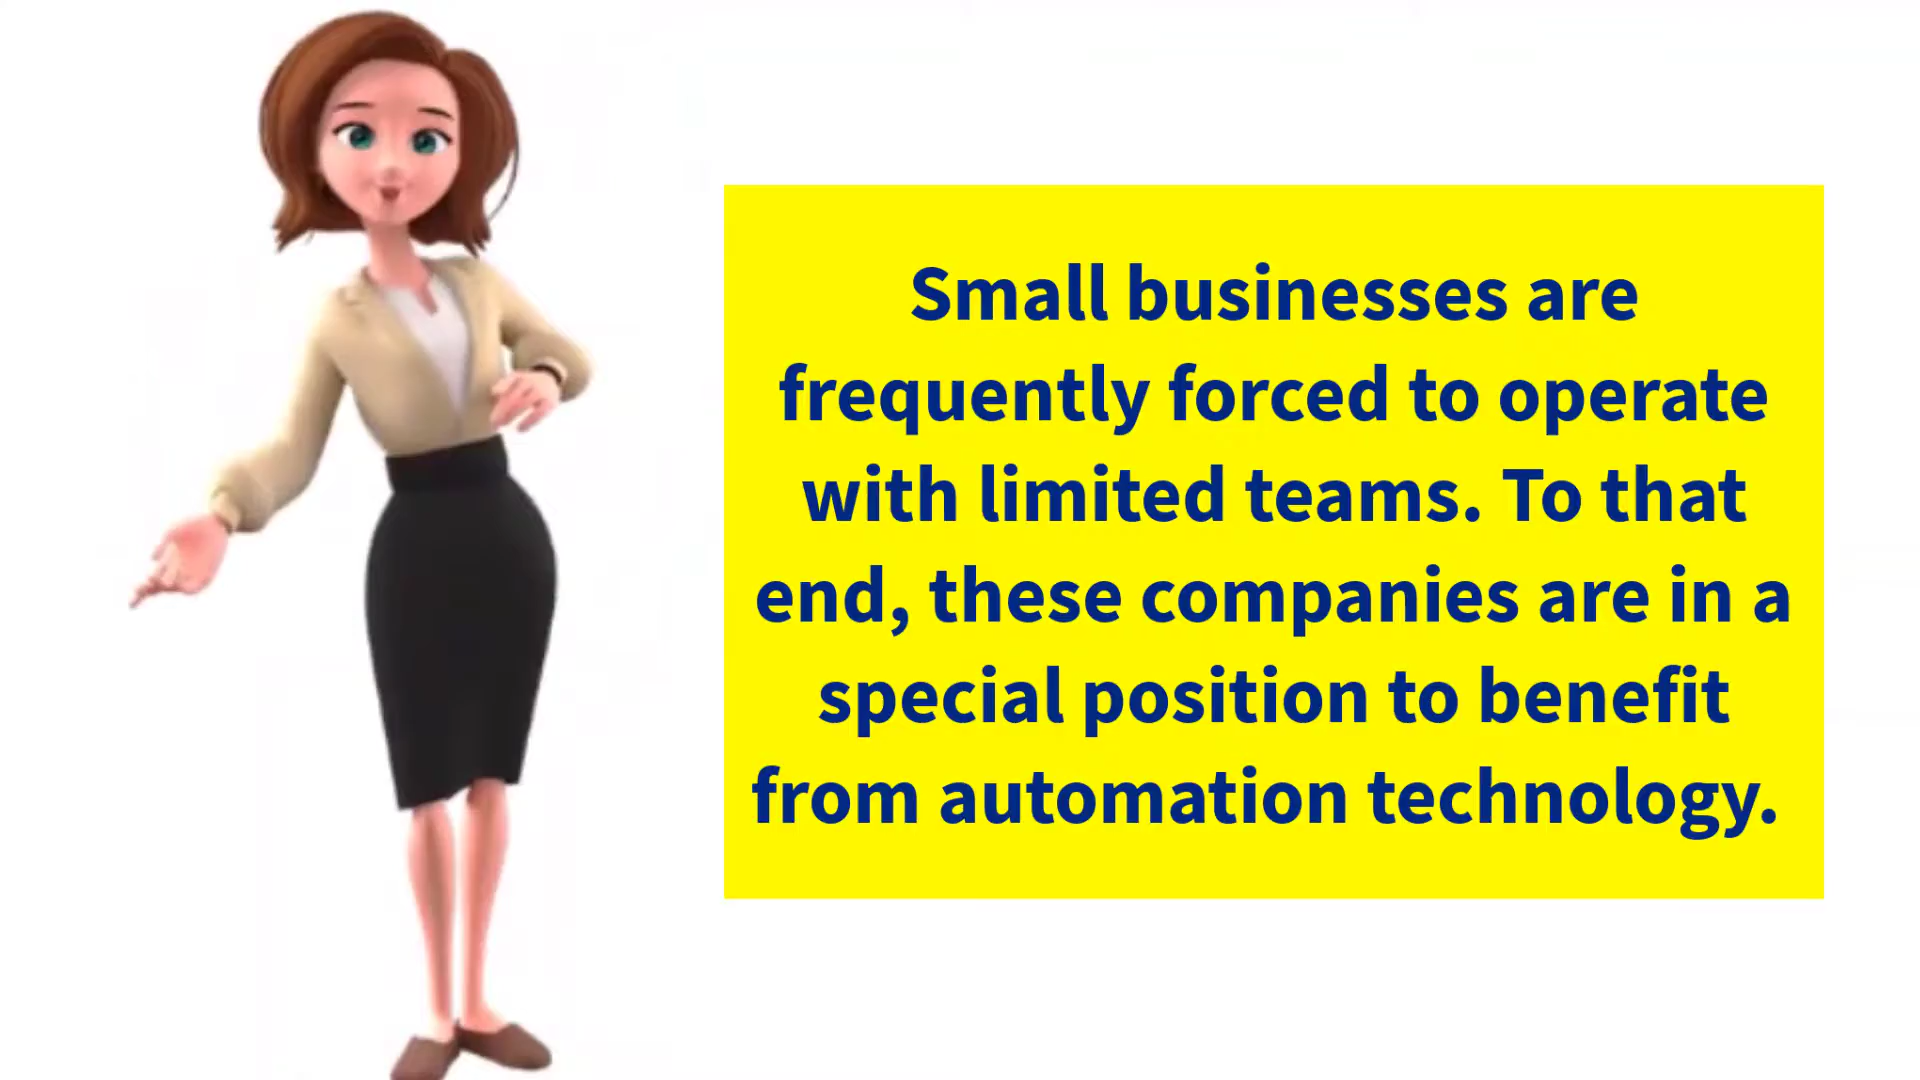 Small businesses are
frequently forced to operate
with limited teams. To that
end, these companies are in a
special position to benefit
from automation technology.